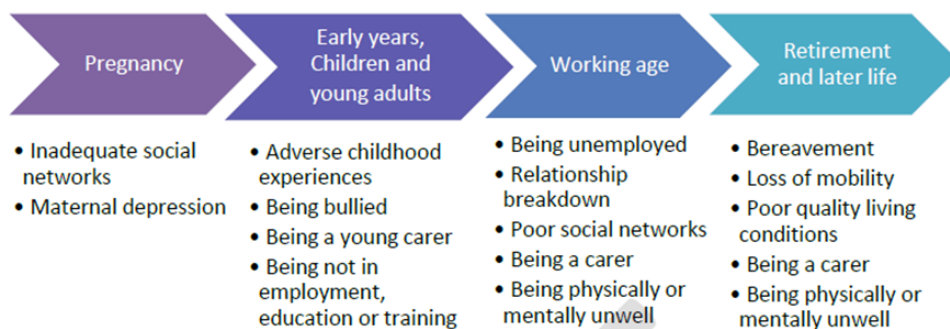 Pregnancy
Early years,
Children and
young adults
Working age
Retirement
and later life
• Inadequate social
networks
• Maternal depression
• Adverse childhood
experiences
• Being bullied
• Being a young carer
• Being not in
employment,
education or training
• Being unemployed
• Relationship
breakdown
• Poor social networks
• Being a carer
• Being physically or
mentally unwell
• Bereavement
• Loss of mobility
• Poor quality living
conditions
• Being a carer
• Being physically or
mentally unwell